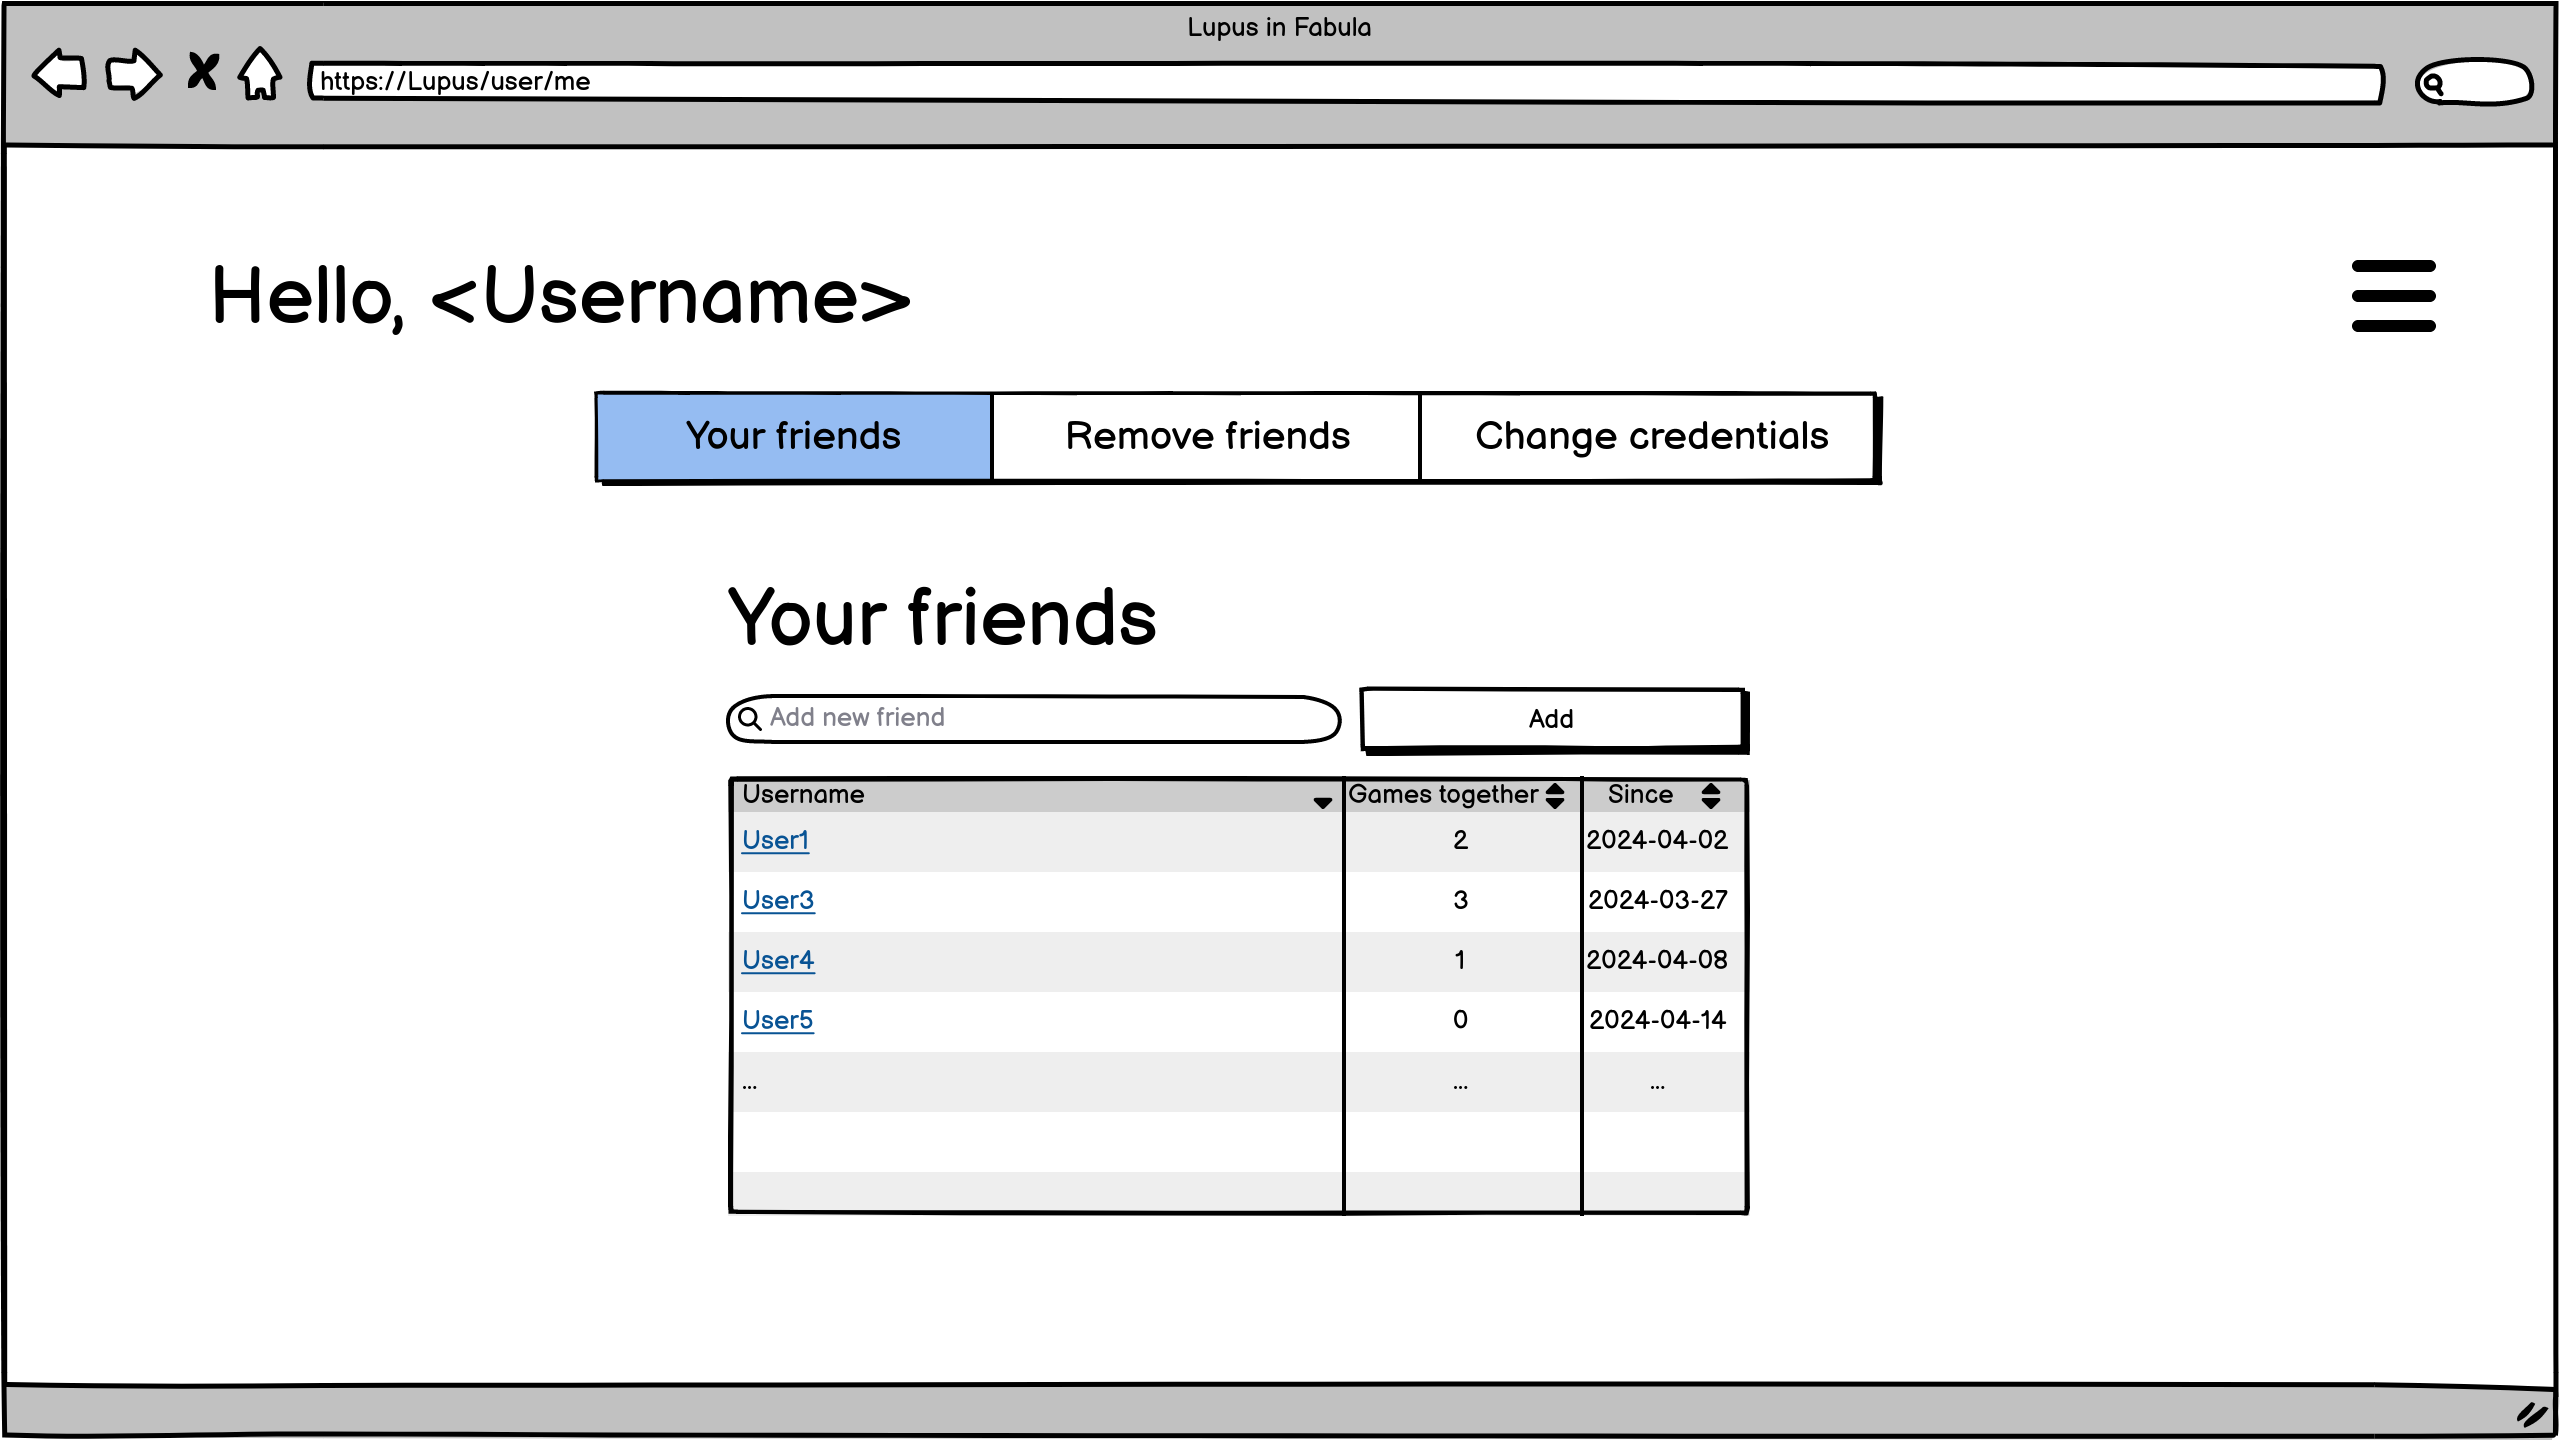 Lupus in Fabula
https://Lupus/user/me
Hello, <Username>
Your friends Remove friends Change credentials
Your friends
Add new friend Add
Username Games together Since
User1 2 2024-04-02
User3 3 2024-03-27
User4 1 2024-04-08
User5 0 2024-04-14
... ... ...